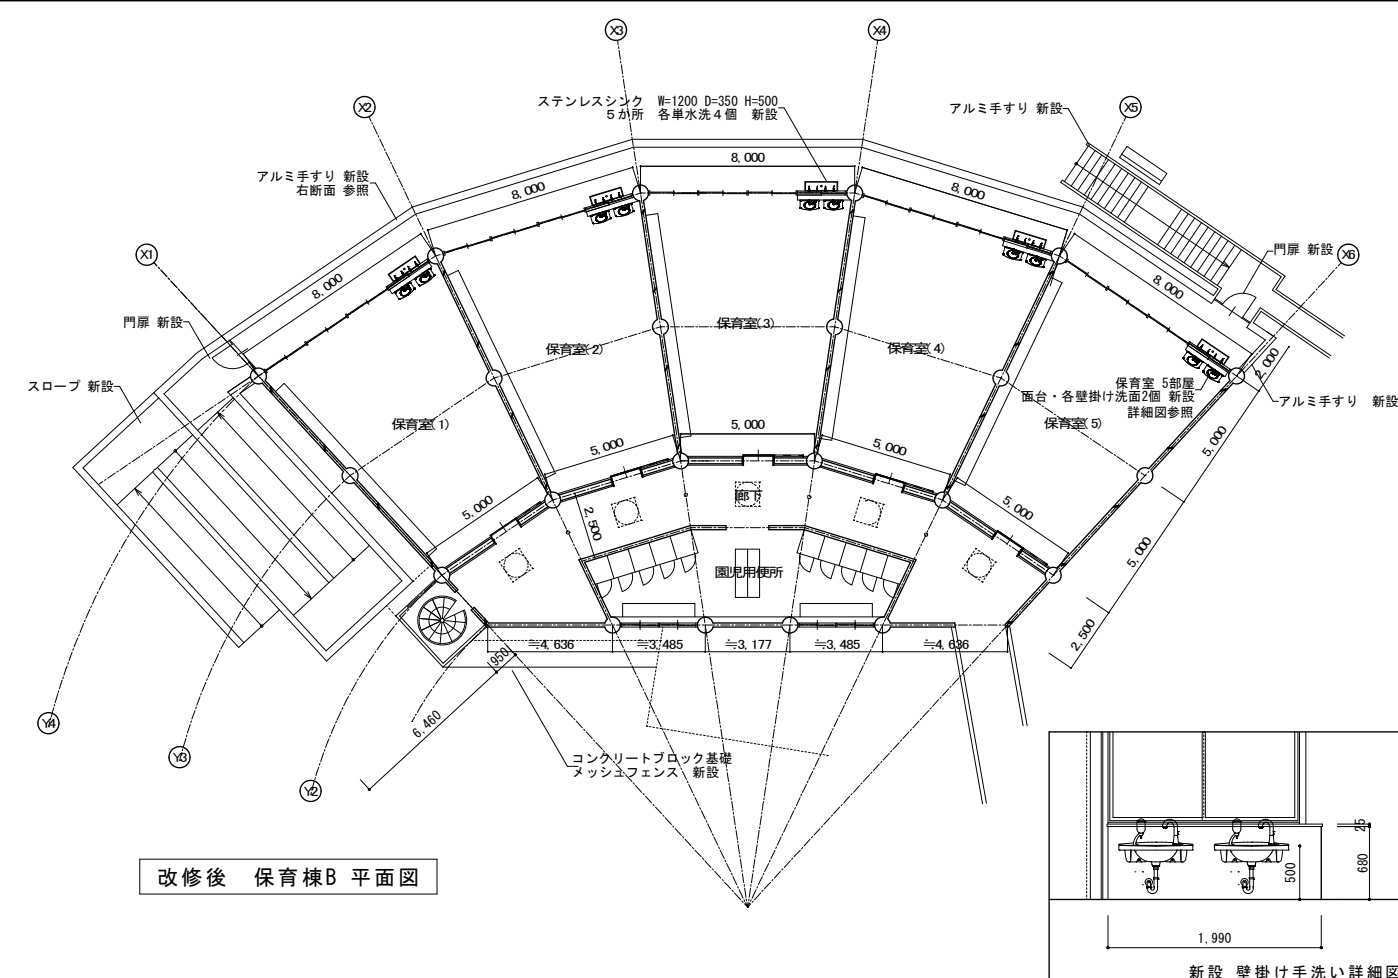 X3
X4
ステンレスシンク W=1200 D=350 H=500
5か所 各単水洗4個 新設
アルミ手すり 新設
X5
X2
8,000
アルミ手すり 新設
右断面 参照
8,000
8,000
X1
門扉 新設
X6
8,000
8,000
門扉 新設
保育室(3)
保育室(2)
保育室(4)
スロープ 新設
2,000
保育室 5部屋
面台・各壁掛け洗面2個 新設
詳細図参照
アルミ手すり 新設
保育室(1)
保育室(5)
5,000
5,000
5,000
5,000
5,000
5,000
廊下
2,500
5,000
園児用便所
≒4,636
≒3,485
≒3,177
≒3,485
≒4,636
2,500
950
6,460
Y4
Y3
Y2
コンクリートブロック基礎
メッシュフェンス 新設
改修後 保育棟B 平面図
25
680
500
1,990
新設 壁掛け手洗い詳細図